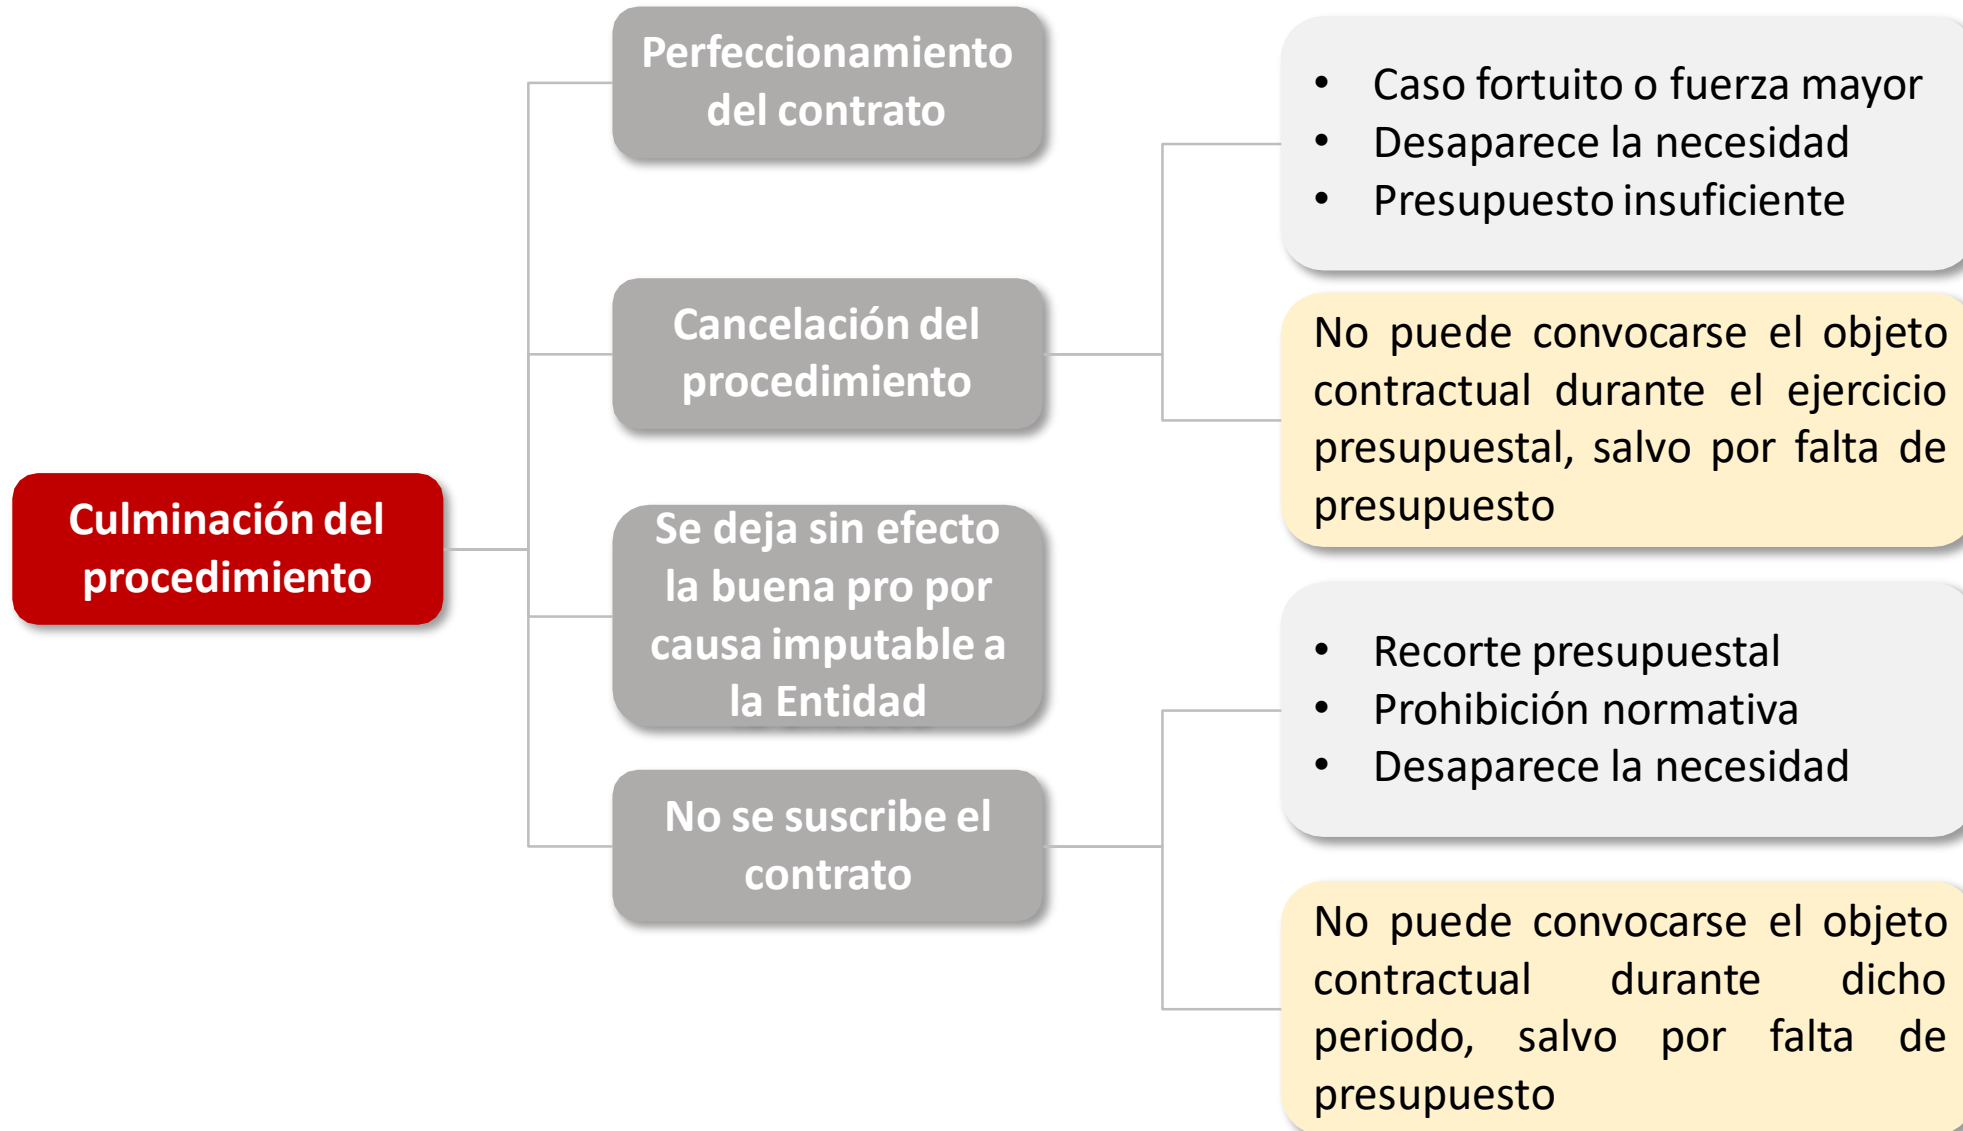 Culminación del
procedimiento
Perfeccionamiento
del contrato
Cancelación del
procedimiento
Se deja sin efecto
la buena pro por
causa imputable a
la Entidad
No se suscribe el
contrato
• Caso fortuito o fuerza mayor
• Desaparece la necesidad
• Presupuesto insuficiente
No puede convocarse el objeto
contractual durante el ejercicio
presupuestal, salvo por falta de
presupuesto
• Recorte presupuestal
• Prohibición normativa
• Desaparece la necesidad
No puede convocarse el objeto
contractual durante dicho
periodo, salvo por falta de
presupuesto